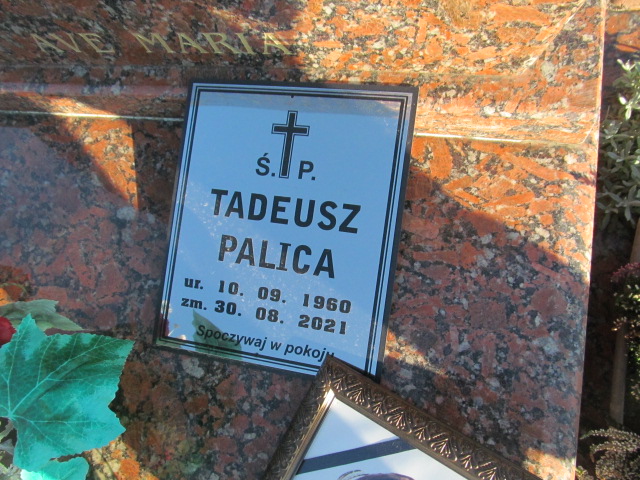 AVE MARIA
Ś. P.
TADEUSZ
PALICA
ur. 10. 09. 1960
zm. 30. 08. 2021
Spoczywaj w pokoju